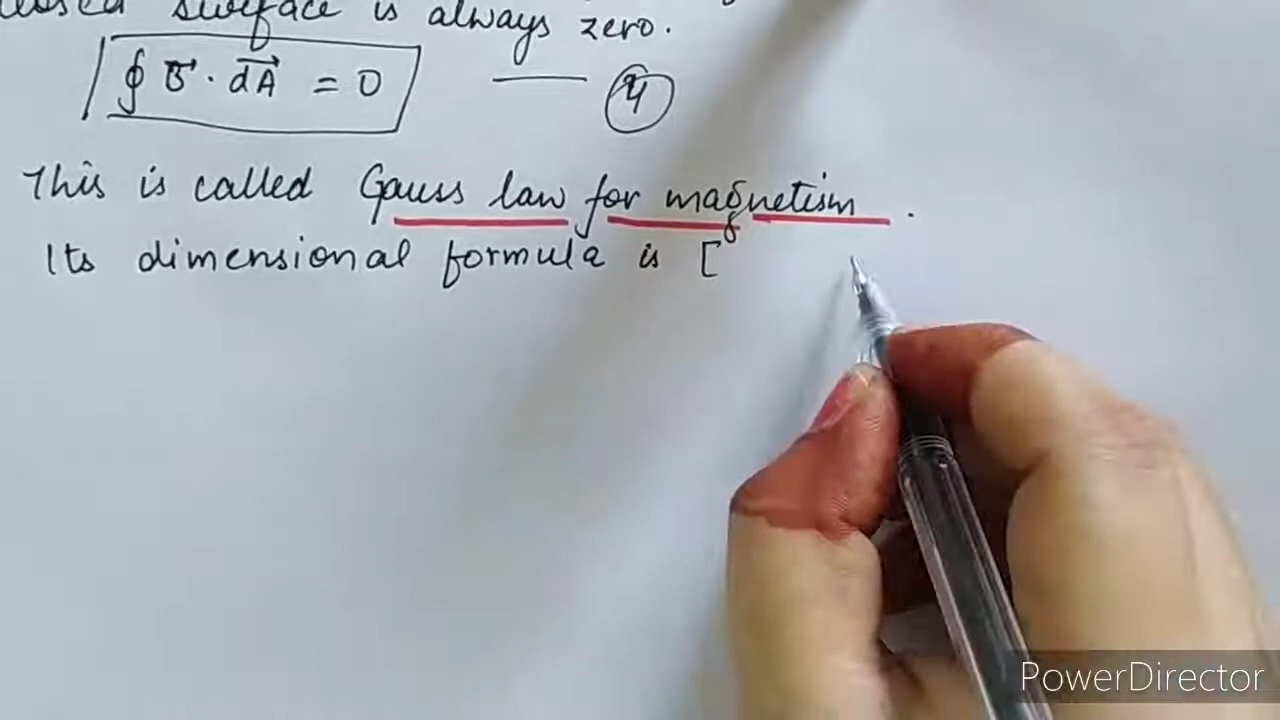 surface is always zero.
∮ B⃗ · dA⃗ = 0 —— (4)
This is called Gauss law for magnetism.
Its dimensional formula is [
PowerDirector